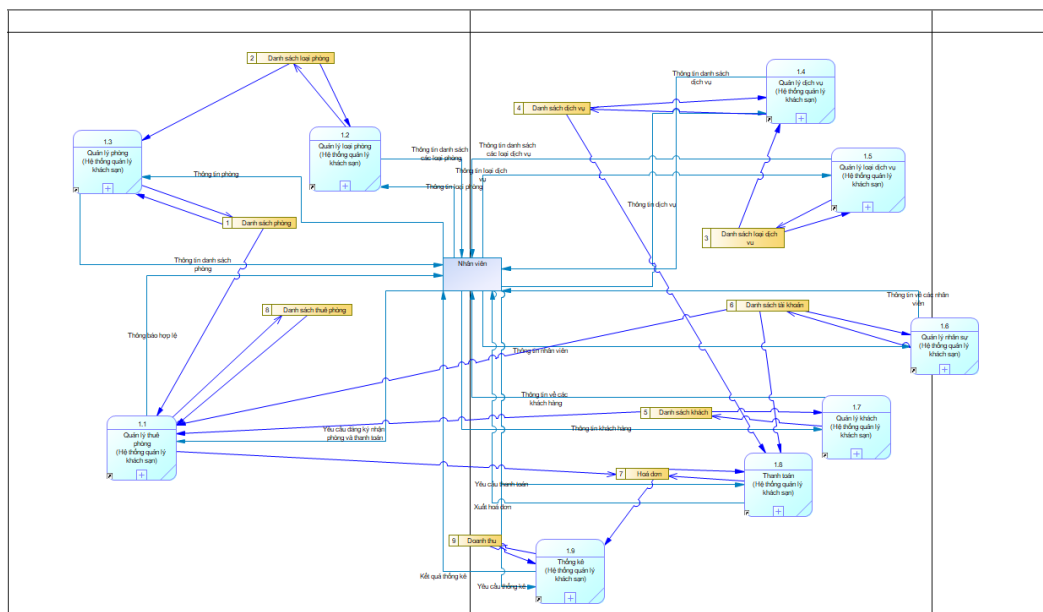 2 Danh sách loại phòng
1.4
Quản lý dịch vụ
(Hệ thống quản lý
khách sạn)
Thông tin danh sách
dịch vụ
4 Danh sách dịch vụ
1.3
Quản lý phòng
(Hệ thống quản lý
khách sạn)
1.2
Quản lý loại phòng
(Hệ thống quản lý
khách sạn)
Thông tin danh sách
các loại phòng
Thông tin danh sách
các loại dịch vụ
1.5
Quản lý loại dịch vụ
(Hệ thống quản lý
khách sạn)
Thông tin phòng
Thông tin loại dịch
vụ
Thông tin loại phòng
Thông tin dịch vụ
1 Danh sách phòng
3 Danh sách loại dịch
vụ
Thông tin danh sách
phòng
Nhân viên
Thông tin về các nhân
viên
8 Danh sách thuê phòng
6 Danh sách tài khoản
1.6
Quản lý nhân sự
(Hệ thống quản lý
khách sạn)
Thông báo hợp lệ
Thông tin nhân viên
Thông tin về các
khách hàng
1.7
Quản lý khách
(Hệ thống quản lý
khách sạn)
5 Danh sách khách
1.1
Quản lý thuê
phòng
(Hệ thống quản lý
khách sạn)
Yêu cầu đăng ký nhận
phòng và thanh toán
Thông tin khách hàng
1.8
Thanh toán
(Hệ thống quản lý
khách sạn)
7 Hoá đơn
Yêu cầu thanh toán
Xuất hoá đơn
9 Doanh thu
1.9
Thống kê
(Hệ thống quản lý
khách sạn)
Kết quả thống kê
Yêu cầu thống kê